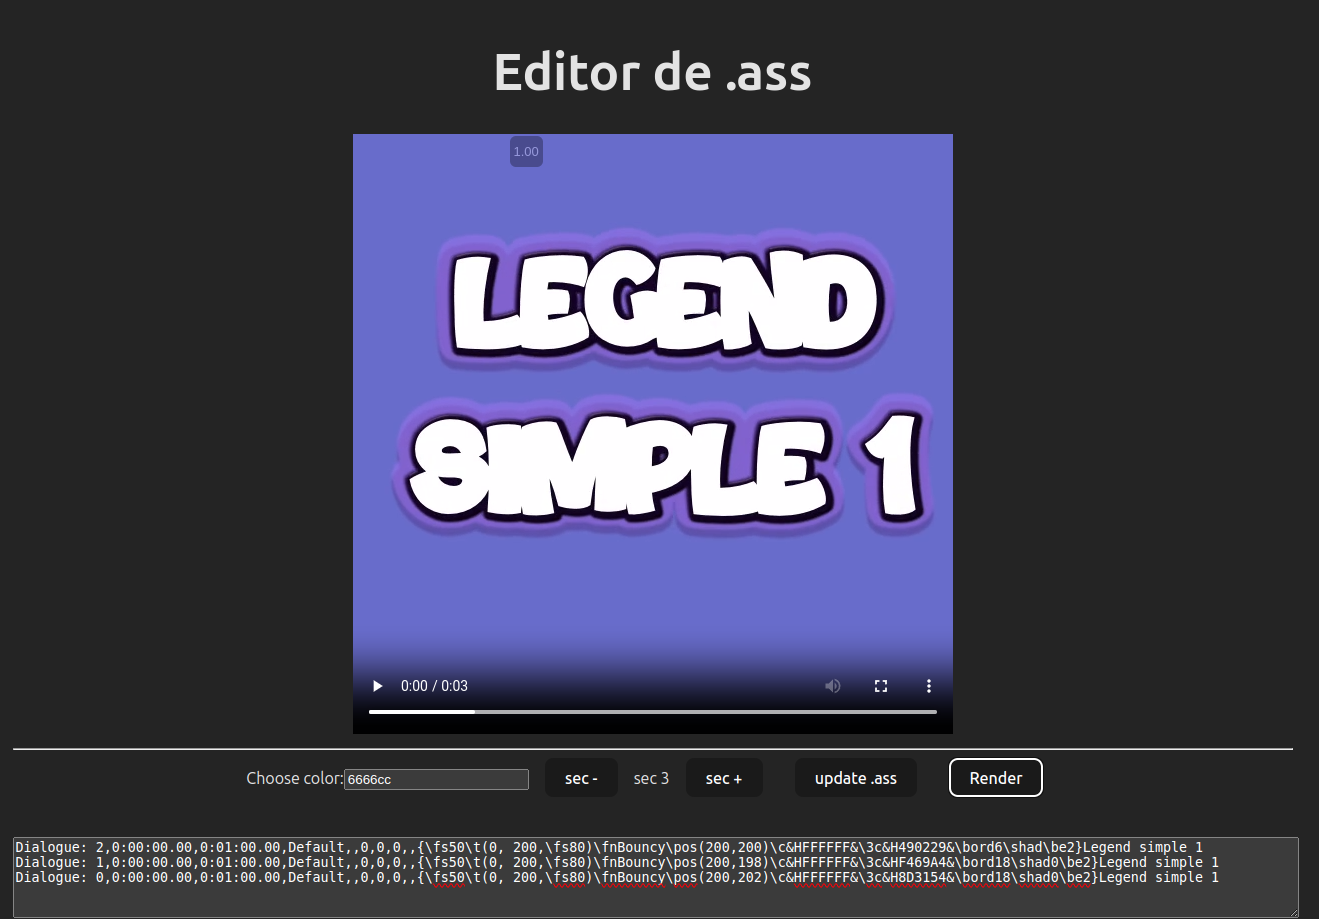 Editor de .ass
1.00
LEGEND
SIMPLE 1
0:00 / 0:03
Choose color: 6666cc sec - sec 3 sec + update .ass Render
Dialogue: 2,0:00:00.00,0:01:00.00,Default,,0,0,0,,{\fs50\t(0, 200,\fs80)\fnBouncy\pos(200,200)\c&HFFFFFF&\3c&H490229&\bord6\shad\be2}Legend simple 1
Dialogue: 1,0:00:00.00,0:01:00.00,Default,,0,0,0,,{\fs50\t(0, 200,\fs80)\fnBouncy\pos(200,198)\c&HFFFFFF&\3c&HF469A4&\bord18\shad0\be2}Legend simple 1
Dialogue: 0,0:00:00.00,0:01:00.00,Default,,0,0,0,,{\fs50\t(0, 200,\fs80)\fnBouncy\pos(200,202)\c&HFFFFFF&\3c&H8D3154&\bord18\shad0\be2}Legend simple 1